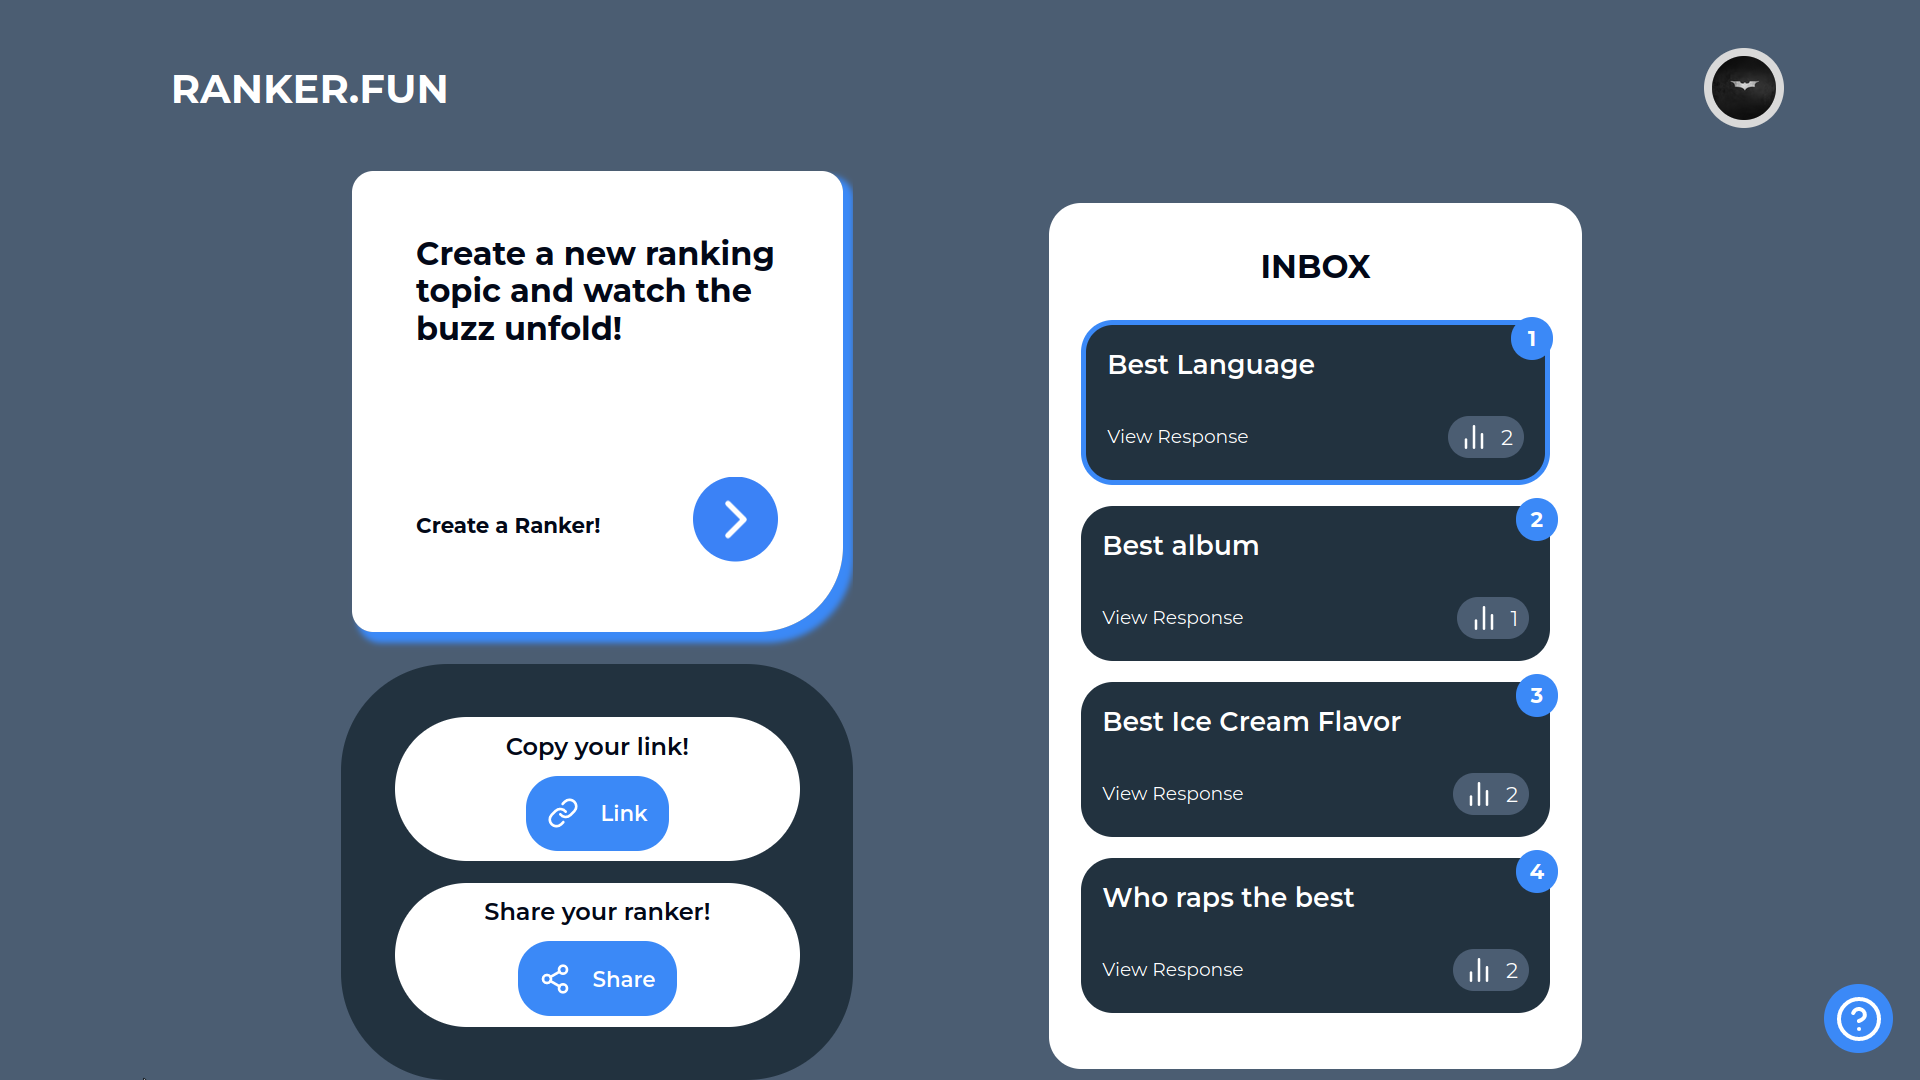 RANKER.FUN
Create a new ranking
topic and watch the
buzz unfold!
Create a Ranker!
Copy your link!
Link
Share your ranker!
Share
INBOX
1
Best Language
View Response
2
2
Best album
View Response
1
3
Best Ice Cream Flavor
View Response
2
4
Who raps the best
View Response
2